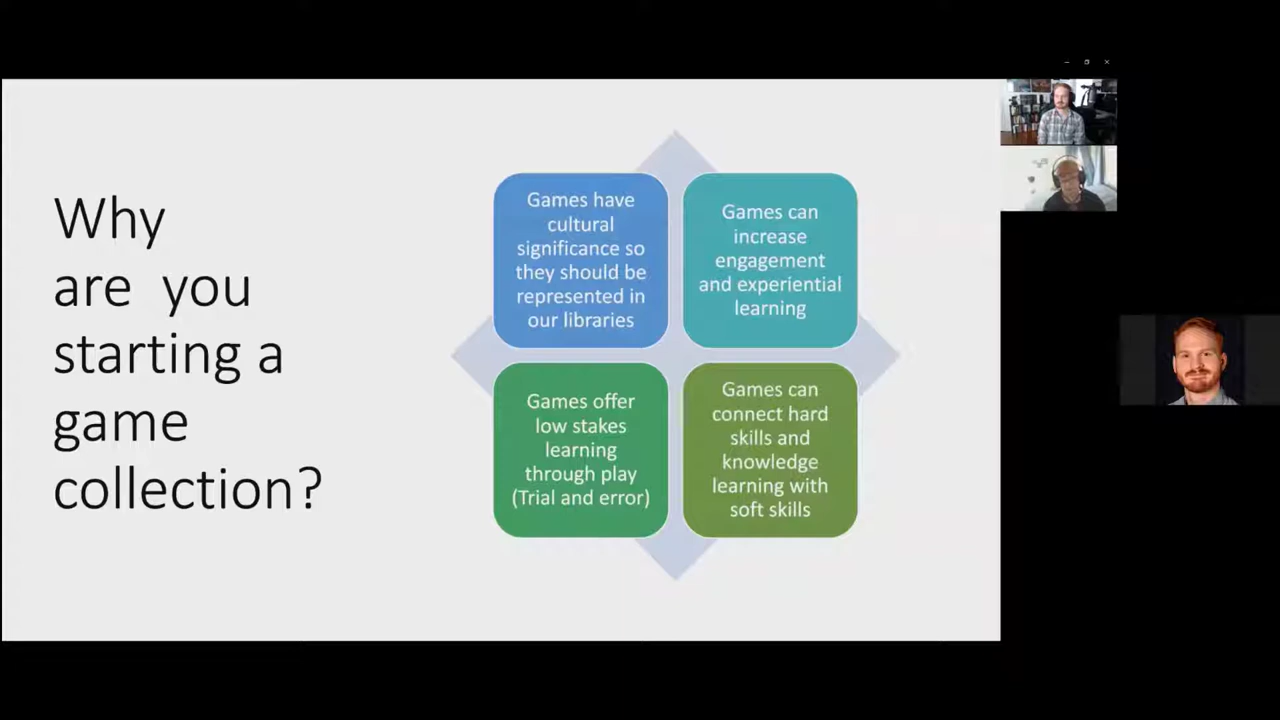 Why
are  you
starting a
game
collection?
Games have
cultural
significance so
they should be
represented in
our libraries
Games can
increase
engagement
and experiential
learning
Games offer
low stakes
learning
through play
(Trial and error)
Games can
connect hard
skills and
knowledge
learning with
soft skills